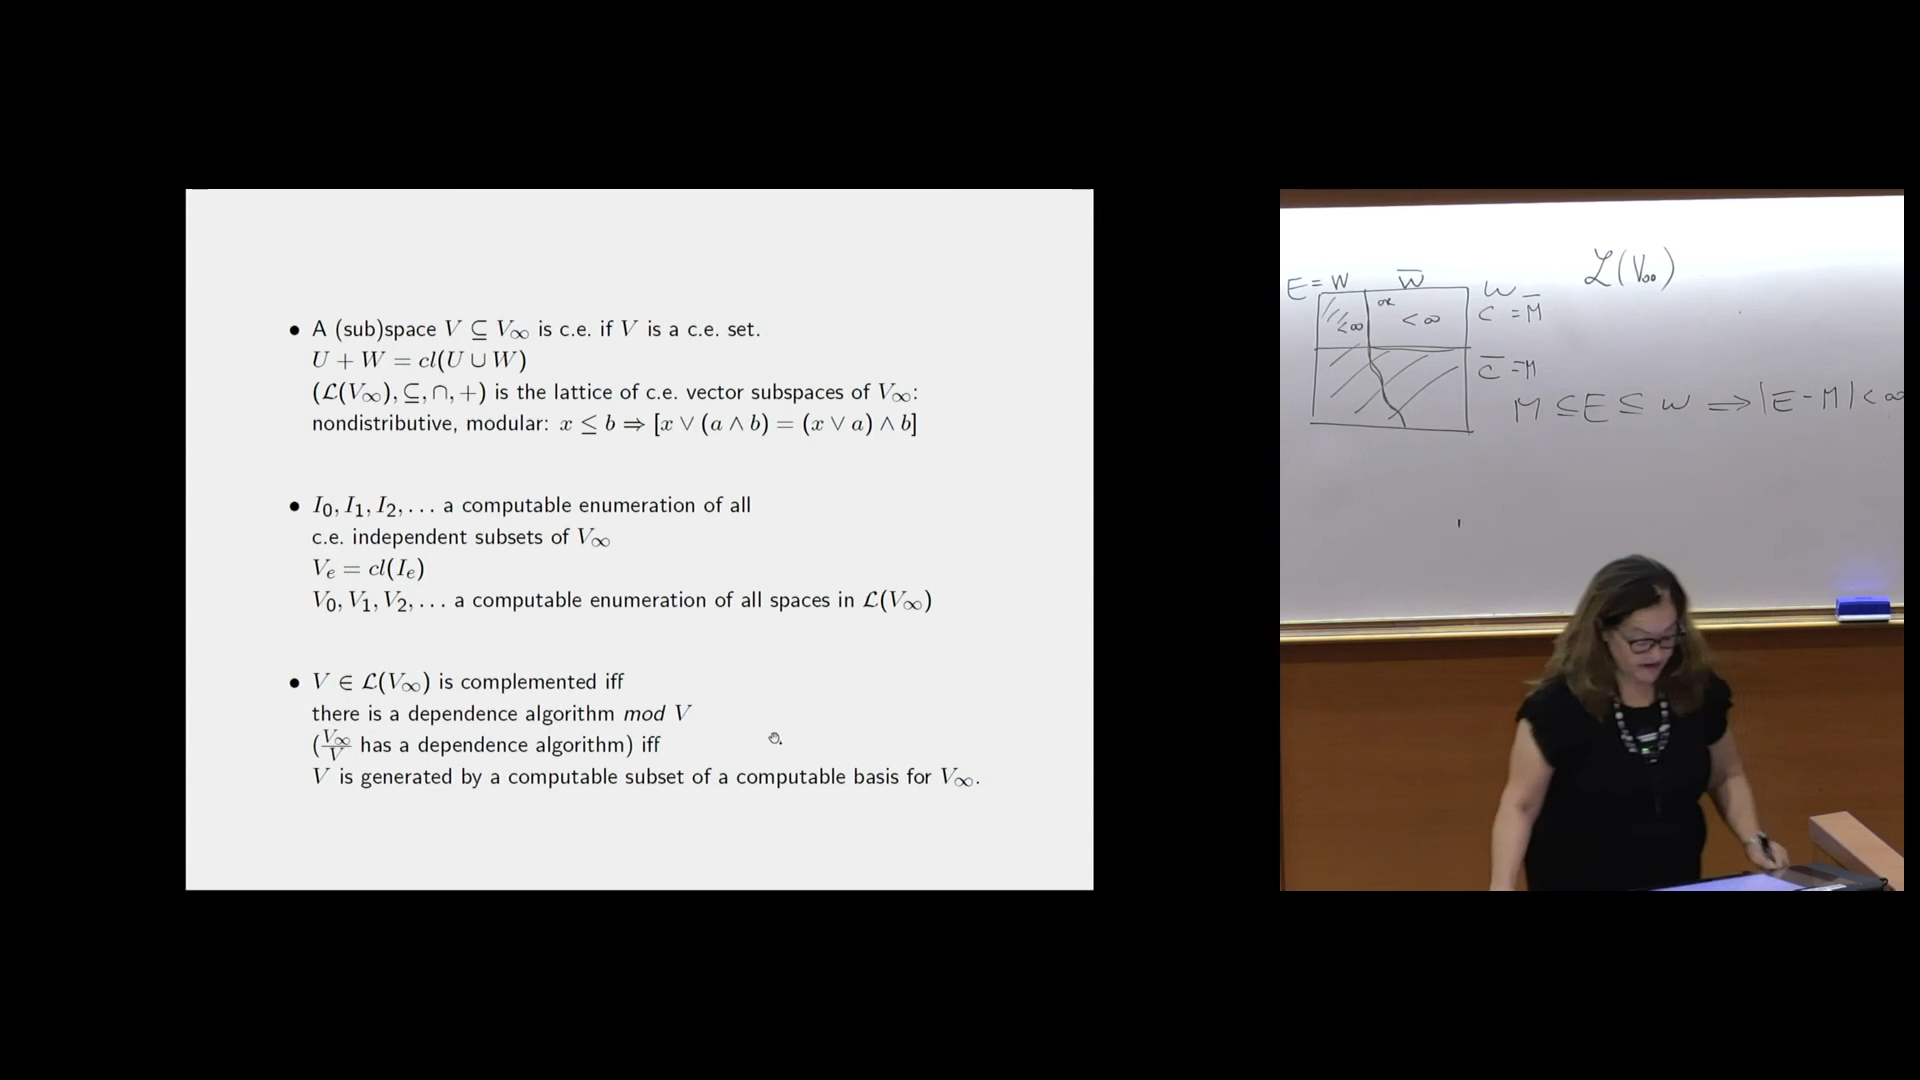 • A (sub)space V ⊆ V∞ is c.e. if V is a c.e. set.
U + W = cl(U ∪ W)
(ℒ(V∞), ⊆, ∩, +) is the lattice of c.e. vector subspaces of V∞:
nondistributive, modular: x ≤ b ⇒ [x ∨ (a ∧ b) = (x ∨ a) ∧ b]
• I₀, I₁, I₂, . . . a computable enumeration of all
c.e. independent subsets of V∞
Vₑ = cl(Iₑ)
V₀, V₁, V₂, . . . a computable enumeration of all spaces in ℒ(V∞)
• V ∈ ℒ(V∞) is complemented iff
there is a dependence algorithm mod V
(V∞/V has a dependence algorithm) iff
V is generated by a computable subset of a computable basis for V∞.
ℒ(V∞)
E = W W̅ W
<∞ or <∞ C = M̅
C̅ = M
M ⊆ E ⊆ W ⟹ |E - M| < ∞